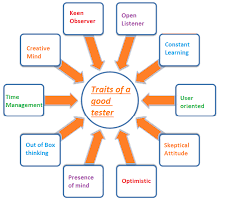 Keen
Observer
Open
Listener
Creative
Mind
Constant
Learning
Traits of a
good
tester
Time
Management
User
oriented
Out of Box
thinking
Skeptical
Attitude
Presence
of mind
Optimistic